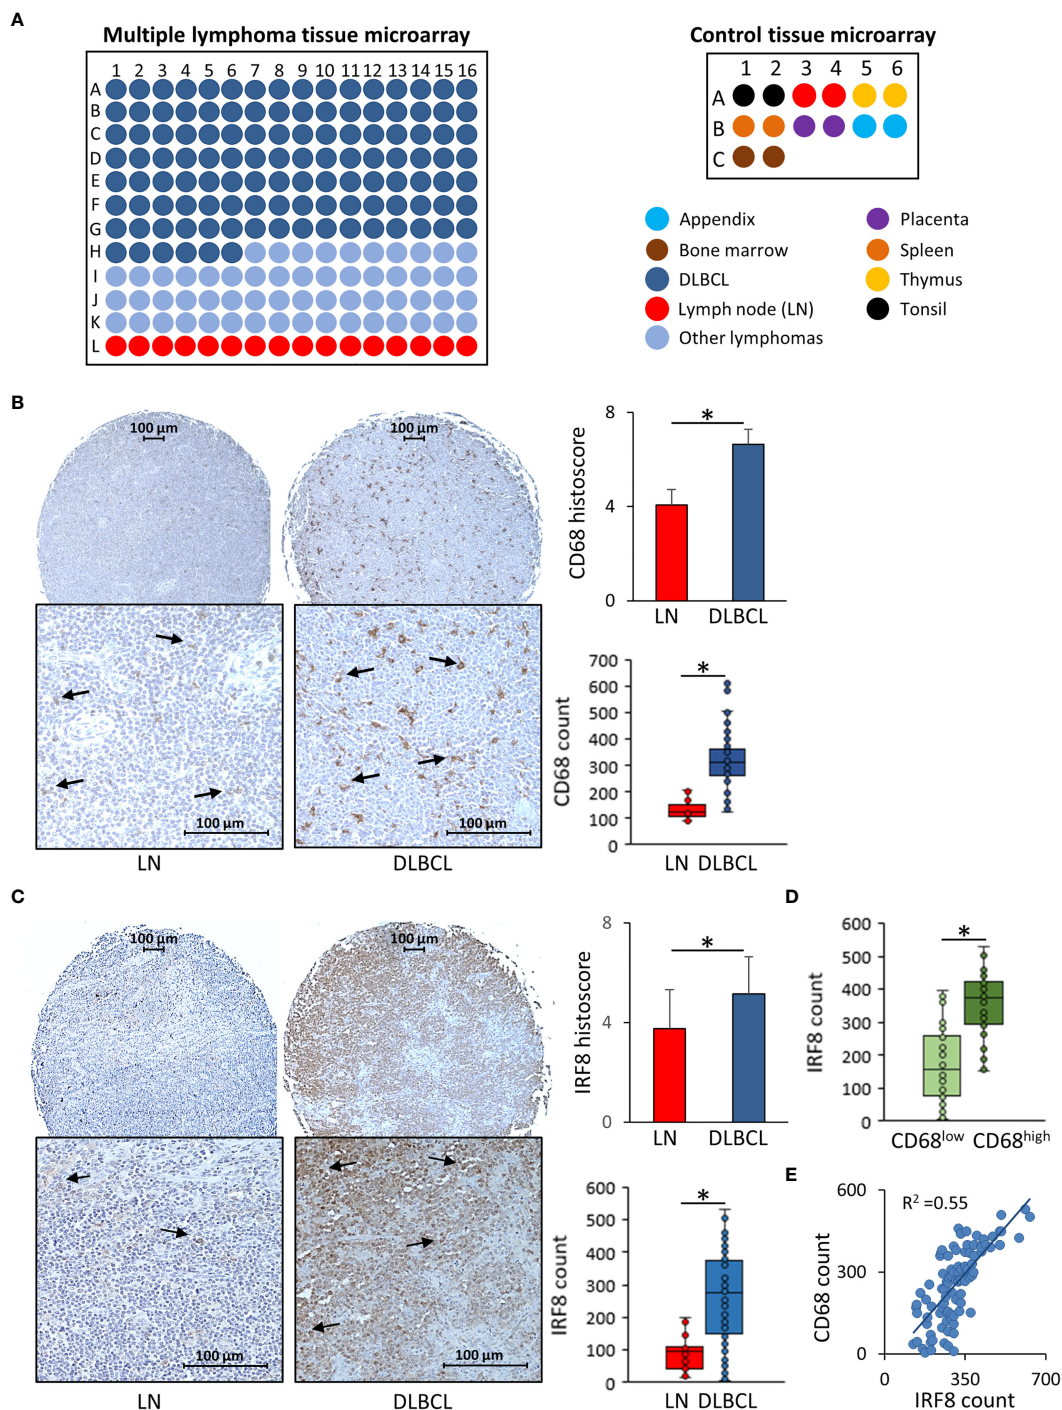 A
Multiple lymphoma tissue microarray
1 2 3 4 5 6 7 8 9 10 11 12 13 14 15 16
A
B
C
D
E
F
G
H
I
J
K
L
Control tissue microarray
1 2 3 4 5 6
A
B
C
Appendix
Bone marrow
DLBCL
Lymph node (LN)
Other lymphomas
Placenta
Spleen
Thymus
Tonsil
B
100 µm
100 µm
100 µm
100 µm
LN
DLBCL
CD68 histoscore
8
4
0
*
LN DLBCL
CD68 count
700
600
500
400
300
200
100
0
*
LN DLBCL
C
100 µm
100 µm
100 µm
100 µm
LN
DLBCL
IRF8 histoscore
8
4
0
*
LN DLBCL
IRF8 count
600
500
400
300
200
100
0
*
LN DLBCL
D
IRF8 count
600
500
400
300
200
100
0
*
CD68low CD68high
E
CD68 count
600
300
0
R² =0.55
0 350 700
IRF8 count